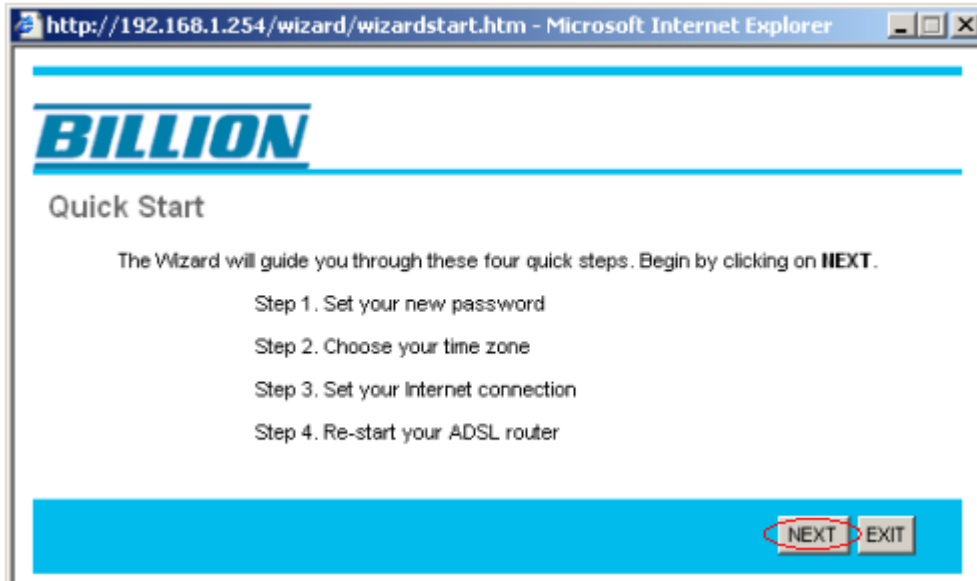 http://192.168.1.254/wizard/wizardstart.htm - Microsoft Internet Explorer
BILLION
Quick Start
The Wizard will guide you through these four quick steps. Begin by clicking on NEXT.
Step 1. Set your new password
Step 2. Choose your time zone
Step 3. Set your Internet connection
Step 4. Re-start your ADSL router
NEXT EXIT